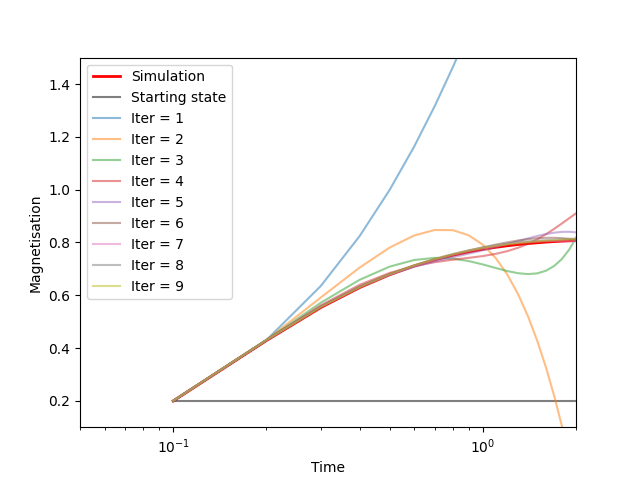 Simulation
Starting state
Iter = 1
Iter = 2
Iter = 3
Iter = 4
Iter = 5
Iter = 6
Iter = 7
Iter = 8
Iter = 9
1.4
1.2
1.0
0.8
0.6
0.4
0.2
Magnetisation
10⁻¹
10⁰
Time